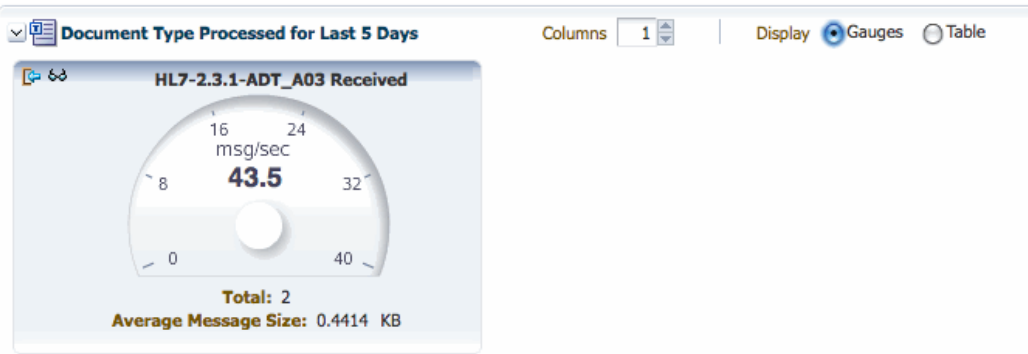 Document Type Processed for Last 5 Days Columns 1 Display Gauges Table
HL7-2.3.1-ADT_A03 Received
16 24
msg/sec
43.5
8 32
0 40
Total: 2
Average Message Size: 0.4414 KB